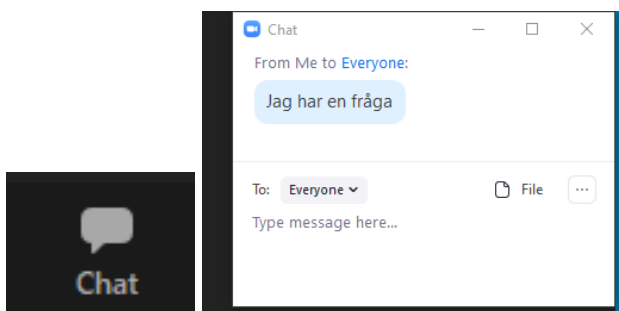 Chat
Chat
From Me to Everyone:
Jag har en fråga
To: Everyone File
Type message here...